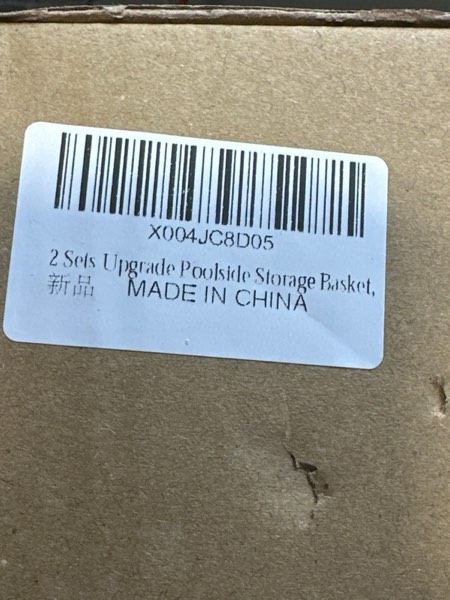 X004JC8D05
2 Sets Upgrade Poolside Storage Basket,
新品 MADE IN CHINA